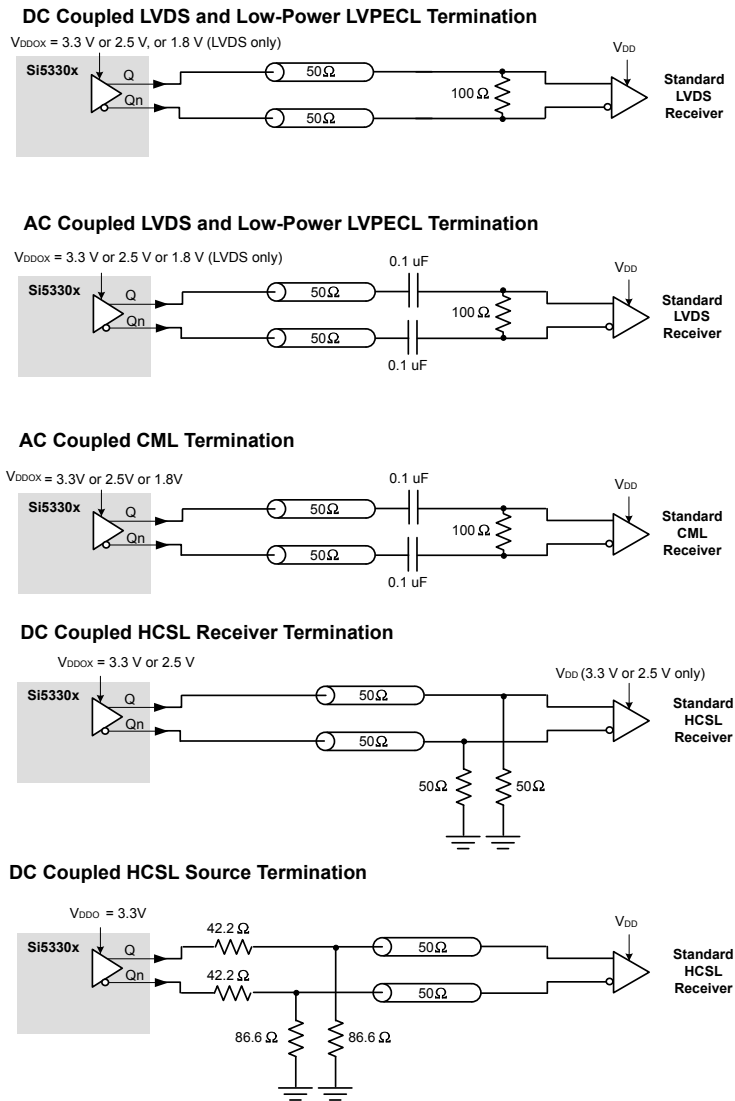 DC Coupled LVDS and Low-Power LVPECL Termination
VDDOX = 3.3 V or 2.5 V, or 1.8 V (LVDS only)
VDD
Si5330x
Q
50Ω
Standard
LVDS
Receiver
100 Ω
Qn
50Ω
AC Coupled LVDS and Low-Power LVPECL Termination
VDDOX = 3.3 V or 2.5 V or 1.8 V (LVDS only)
0.1 uF
VDD
Si5330x
Q
50Ω
Standard
LVDS
Receiver
100 Ω
Qn
50Ω
0.1 uF
AC Coupled CML Termination
VDDOX = 3.3V or 2.5V or 1.8V
0.1 uF
VDD
Si5330x
Q
50Ω
Standard
CML
Receiver
100 Ω
Qn
50Ω
0.1 uF
DC Coupled HCSL Receiver Termination
VDDOX = 3.3 V or 2.5 V
VDD (3.3 V or 2.5 V only)
Si5330x
Q
50Ω
Standard
HCSL
Receiver
Qn
50Ω
50Ω
50Ω
DC Coupled HCSL Source Termination
VDDO = 3.3V
42.2 Ω
VDD
Si5330x
Q
50Ω
Standard
HCSL
Receiver
42.2 Ω
Qn
50Ω
86.6 Ω
86.6 Ω